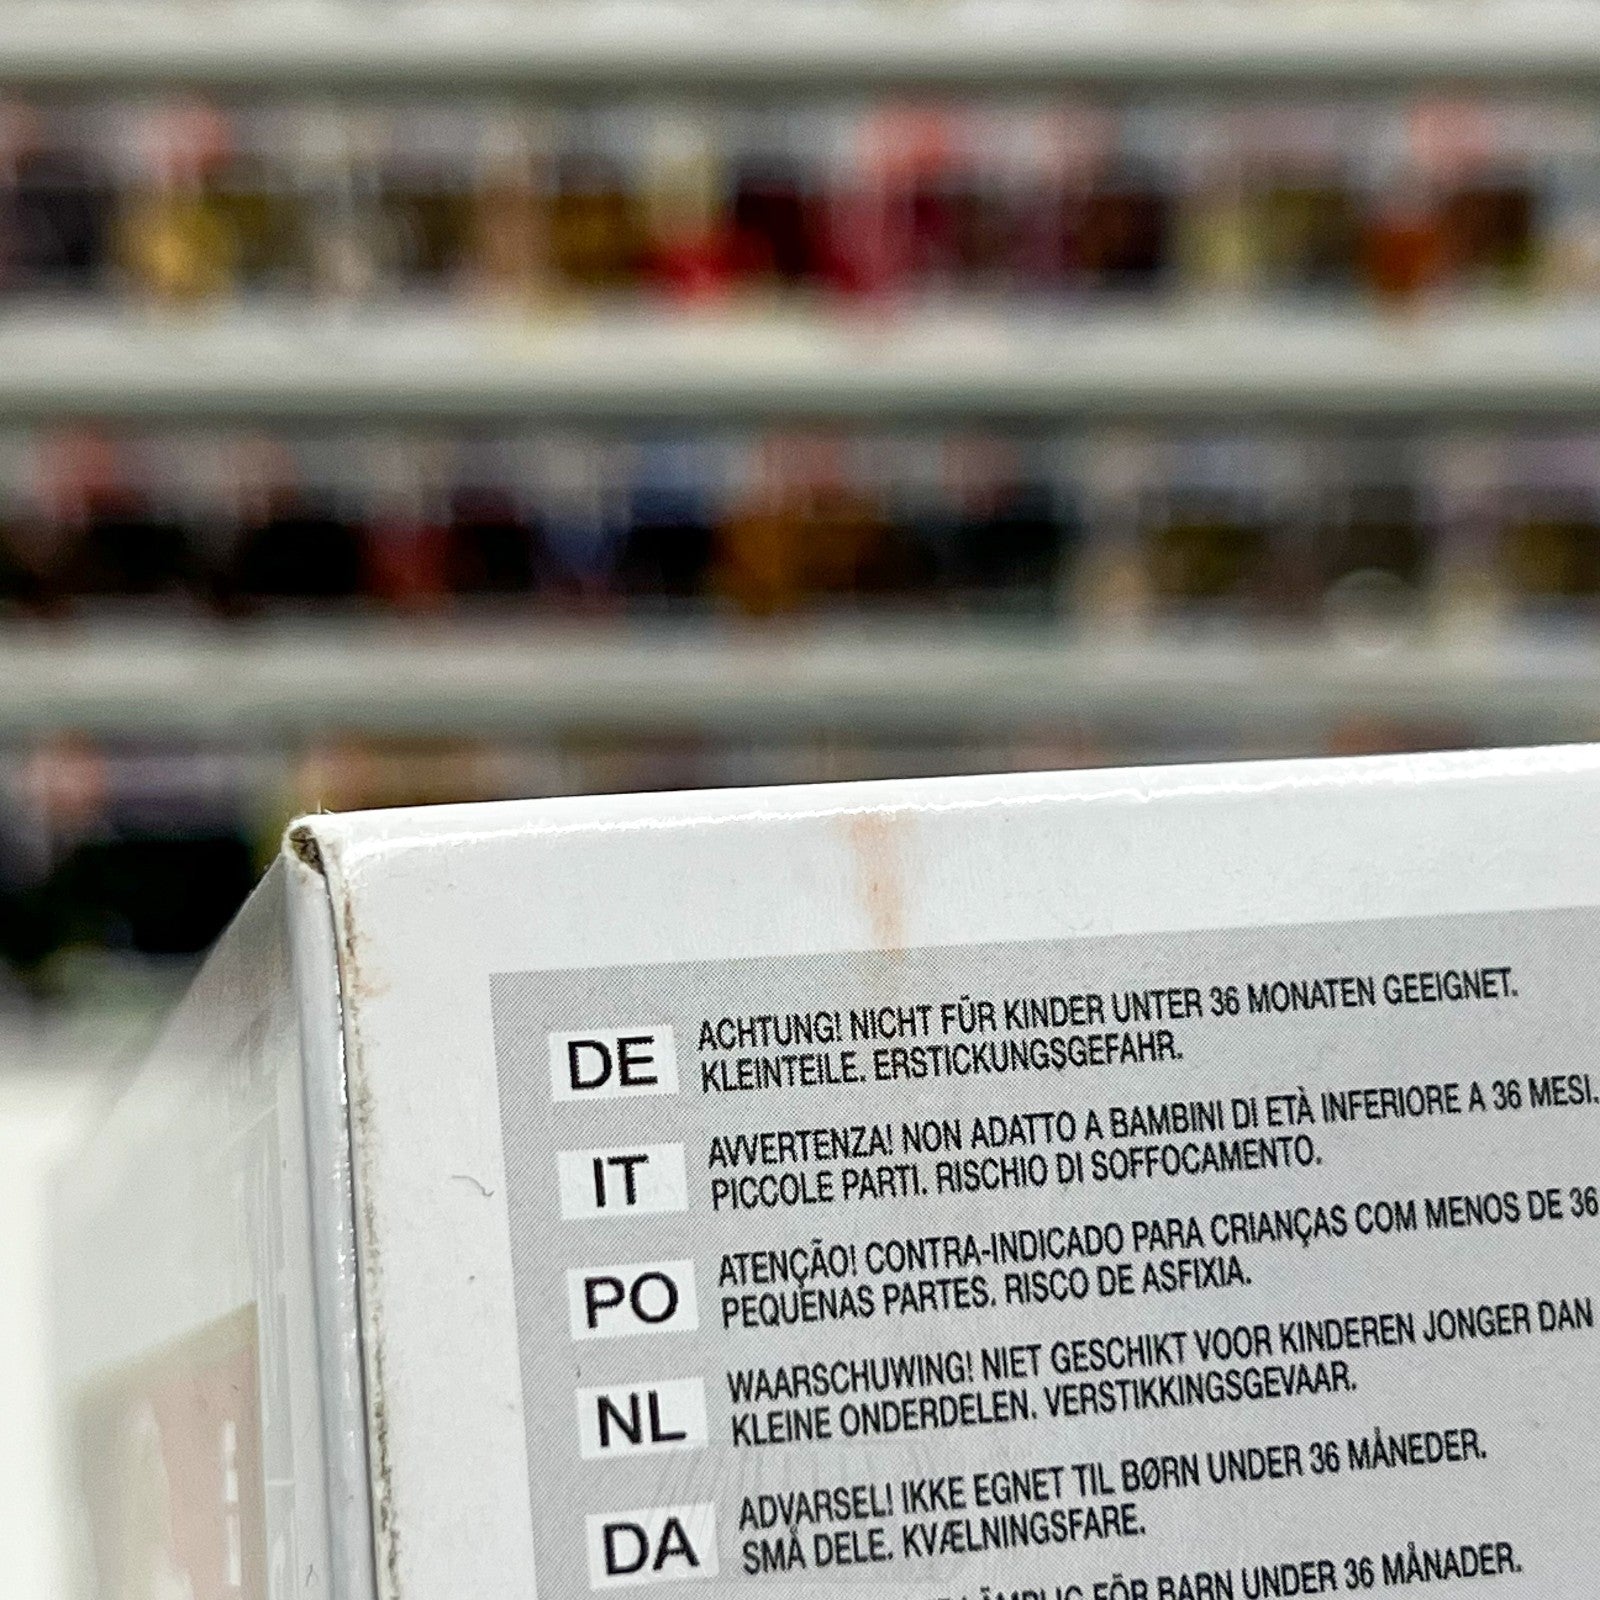 DE ACHTUNG! NICHT FÜR KINDER UNTER 36 MONATEN GEEIGNET.
KLEINTEILE. ERSTICKUNGSGEFAHR.
IT AVVERTENZA! NON ADATTO A BAMBINI DI ETÀ INFERIORE A 36 MESI.
PICCOLE PARTI. RISCHIO DI SOFFOCAMENTO.
PO ATENÇÃO! CONTRA-INDICADO PARA CRIANÇAS COM MENOS DE 36
PEQUENAS PARTES. RISCO DE ASFIXIA.
NL WAARSCHUWING! NIET GESCHIKT VOOR KINDEREN JONGER DAN
KLEINE ONDERDELEN. VERSTIKKINGSGEVAAR.
DA ADVARSEL! IKKE EGNET TIL BØRN UNDER 36 MÅNEDER.
SMÅ DELE. KVÆLNINGSFARE.
FÖR BARN UNDER 36 MÅNADER.